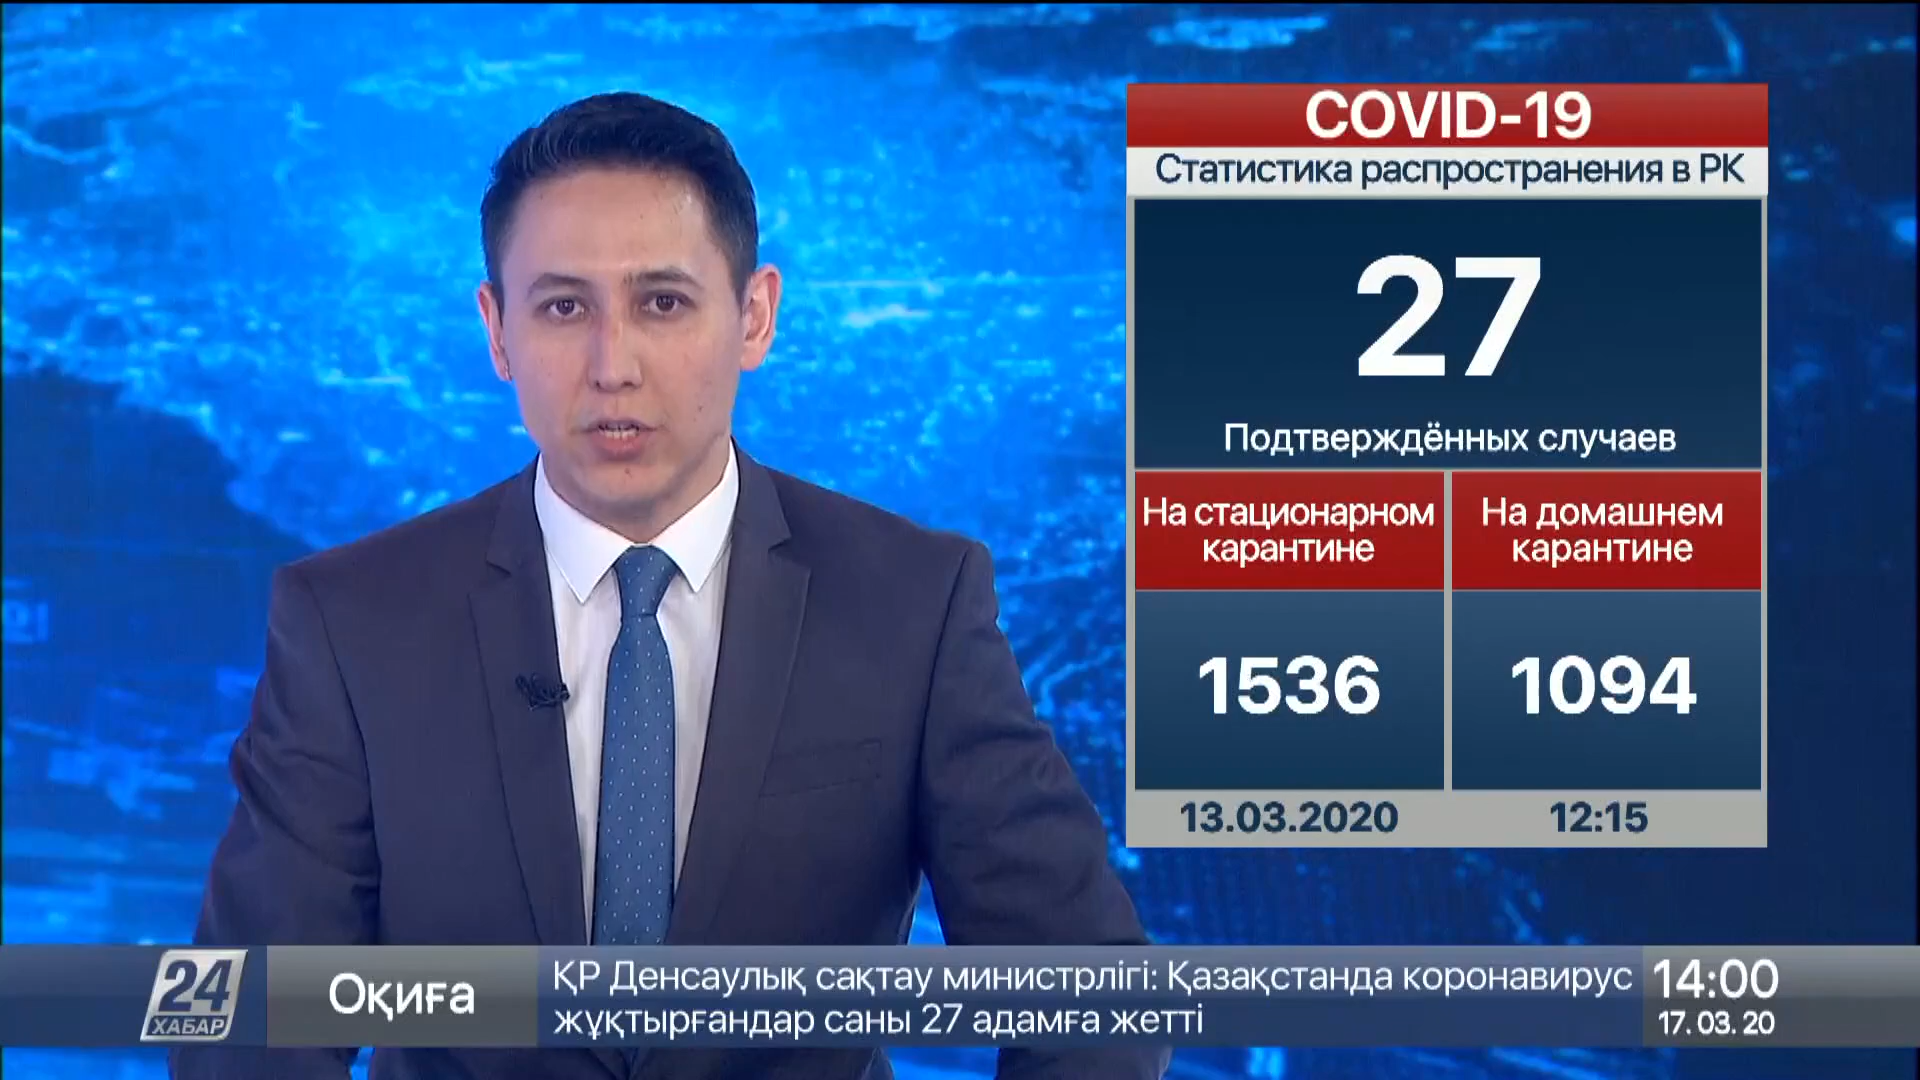 COVID-19
Статистика распространения в РК
27
Подтверждённых случаев
На стационарном
карантине
На домашнем
карантине
1536
1094
13.03.2020
12:15
24
ХАБАР
Оқиға
ҚР Денсаулық сақтау министрлігі: Қазақстанда коронавирус
жұқтырғандар саны 27 адамға жетті
14:00
17. 03. 20